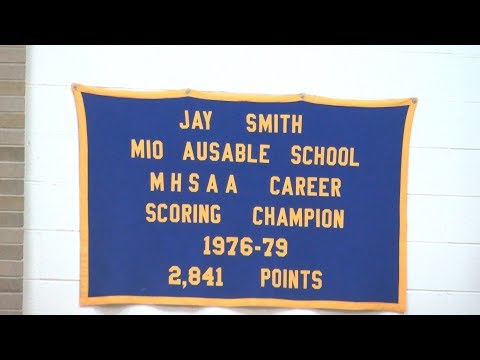 JAY SMITH
MIO AUSABLE SCHOOL
MHSAA CAREER
SCORING CHAMPION
1976-79
2,841 POINTS